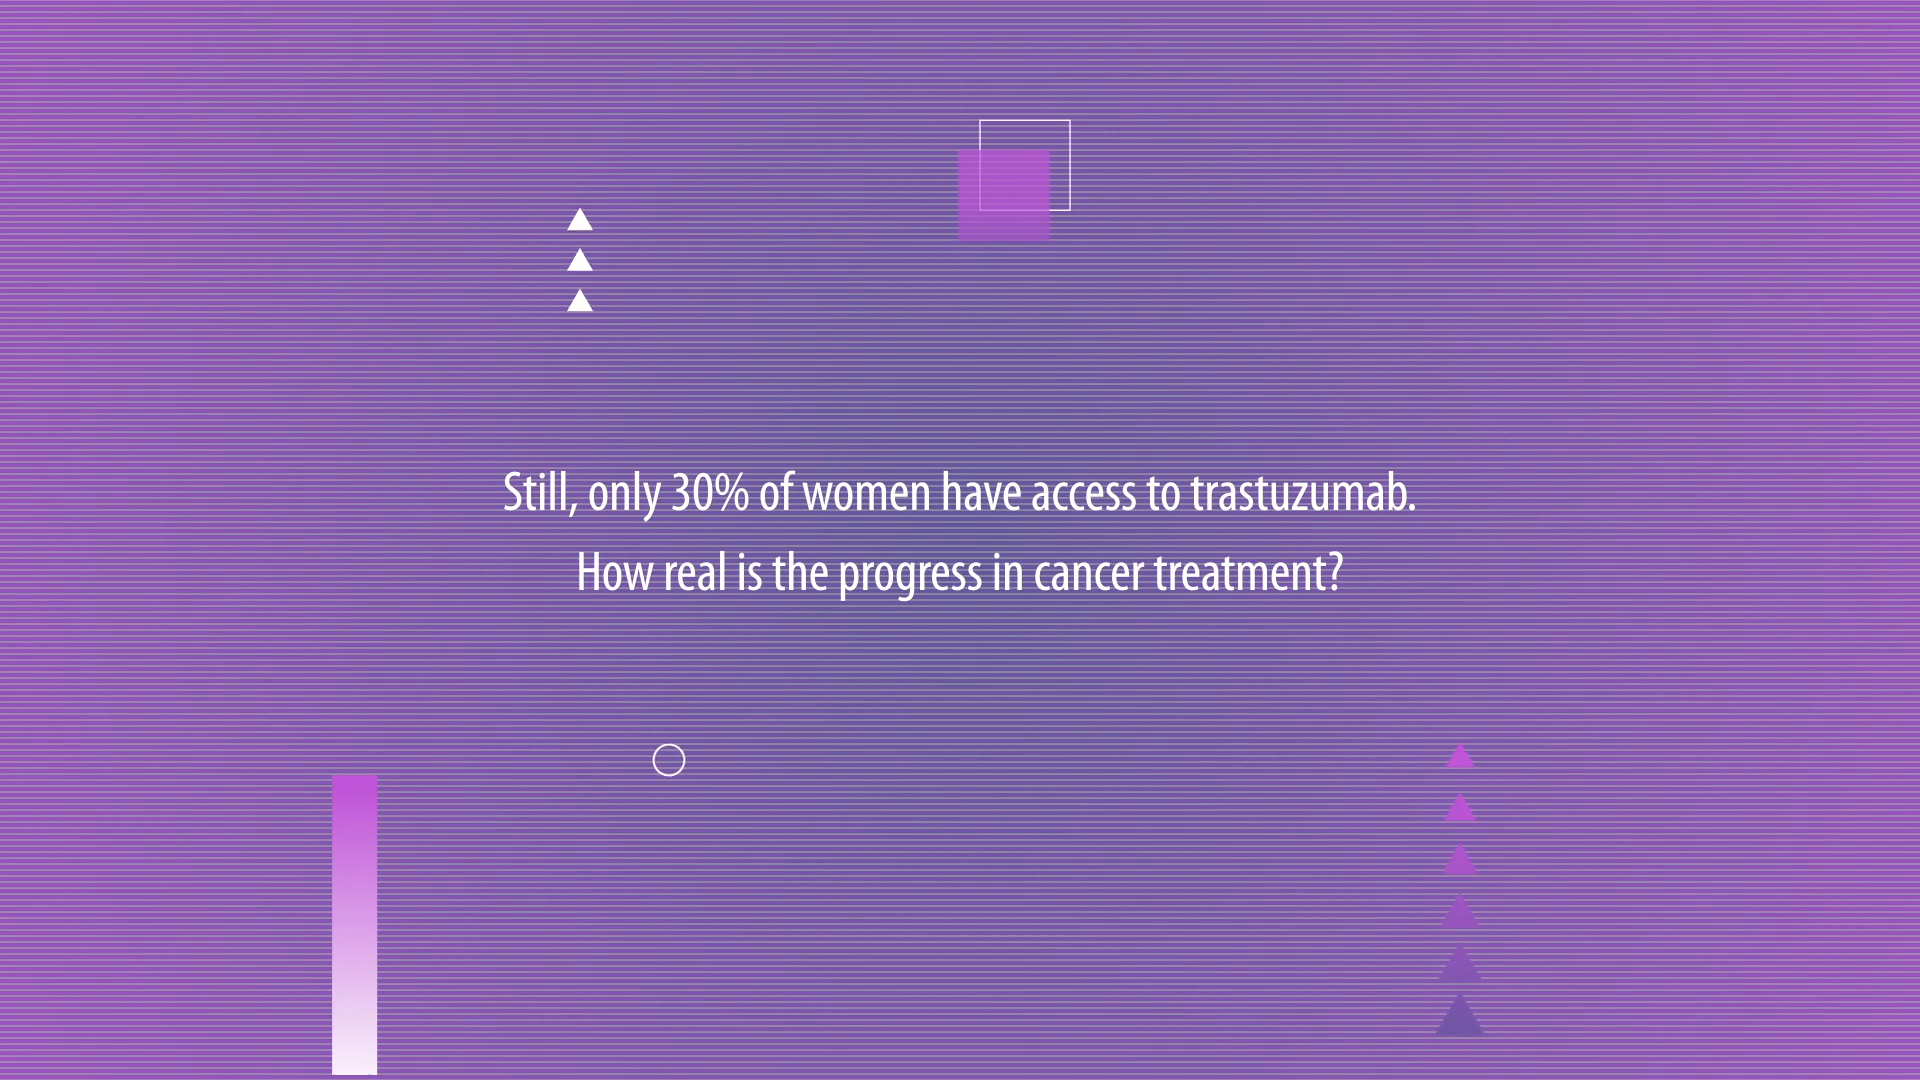 Still, only 30% of women have access to trastuzumab.
How real is the progress in cancer treatment?